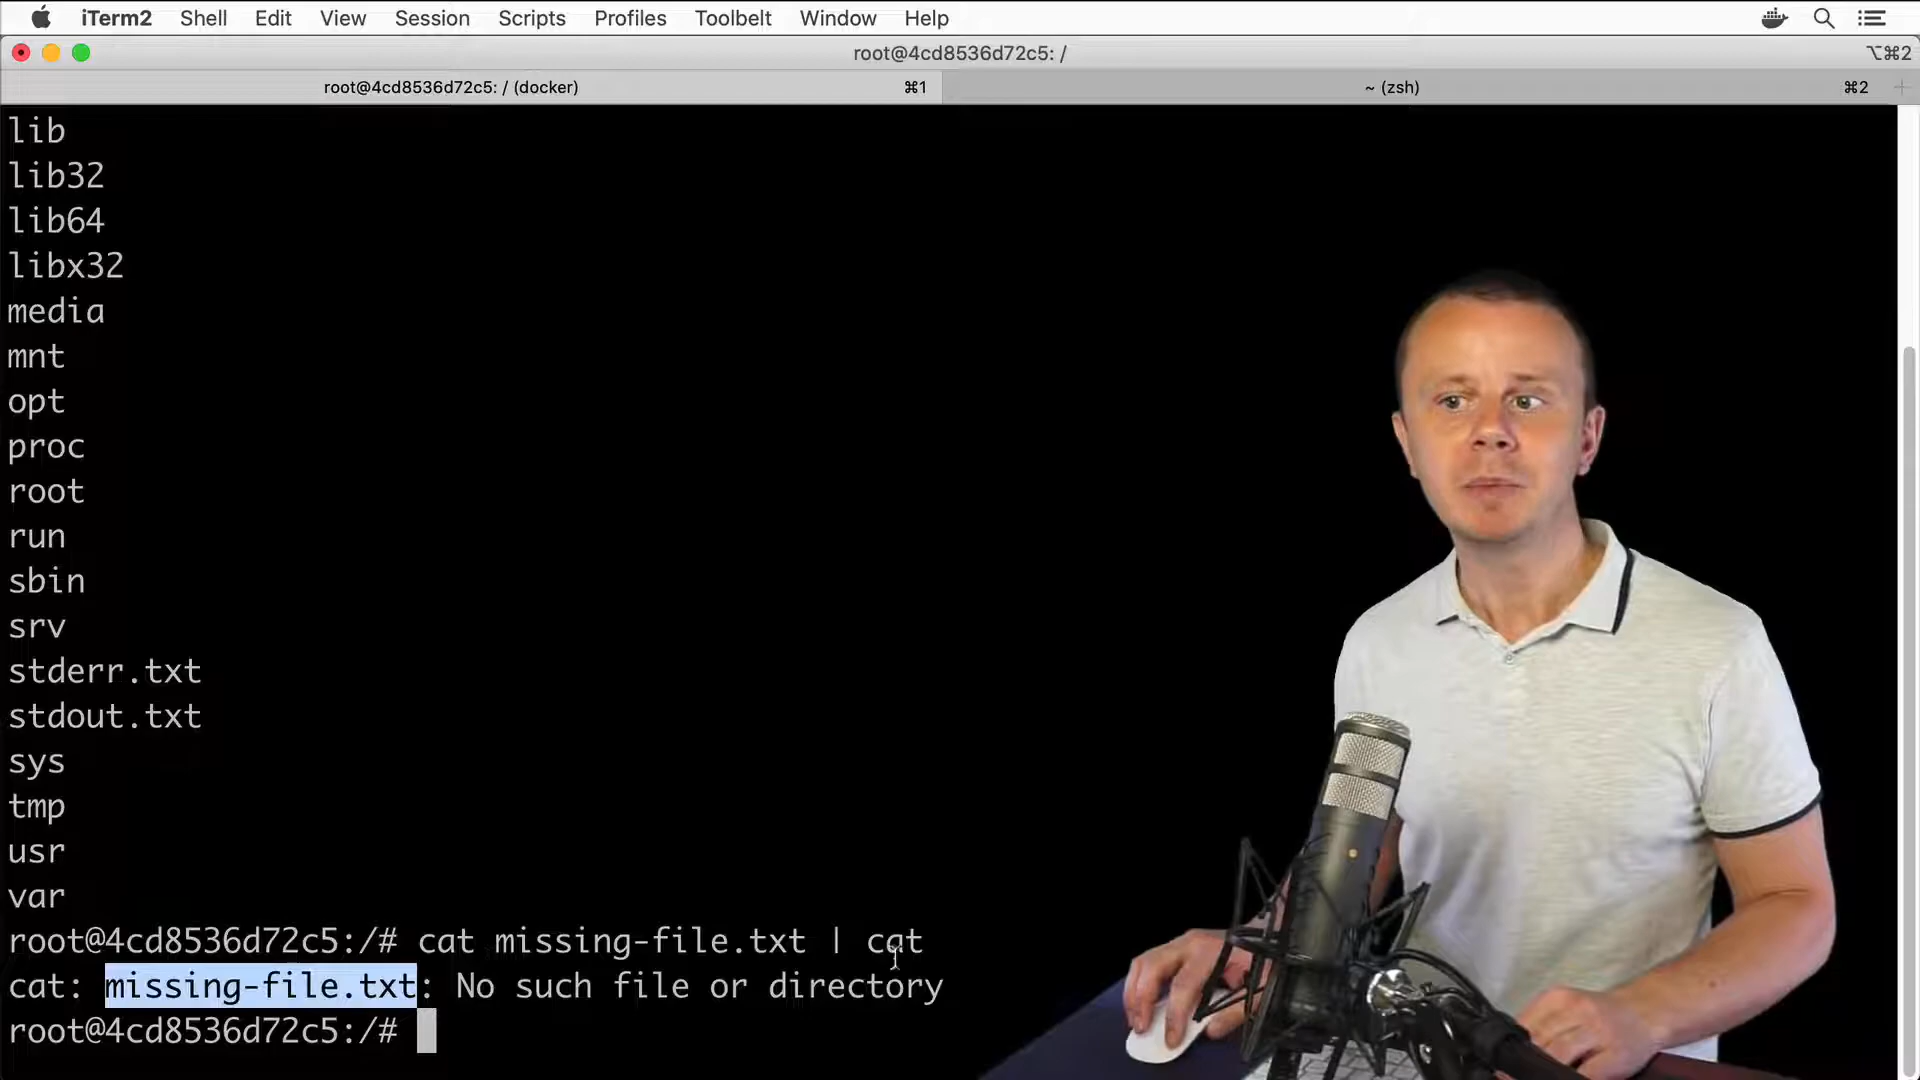 iTerm2 Shell Edit View Session Scripts Profiles Toolbelt Window Help
root@4cd8536d72c5: / ⌥⌘2
root@4cd8536d72c5: / (docker) ⌘1 ~ (zsh) ⌘2 +
lib
lib32
lib64
libx32
media
mnt
opt
proc
root
run
sbin
srv
stderr.txt
stdout.txt
sys
tmp
usr
var
root@4cd8536d72c5:/# cat missing-file.txt | cat
cat: missing-file.txt: No such file or directory
root@4cd8536d72c5:/#